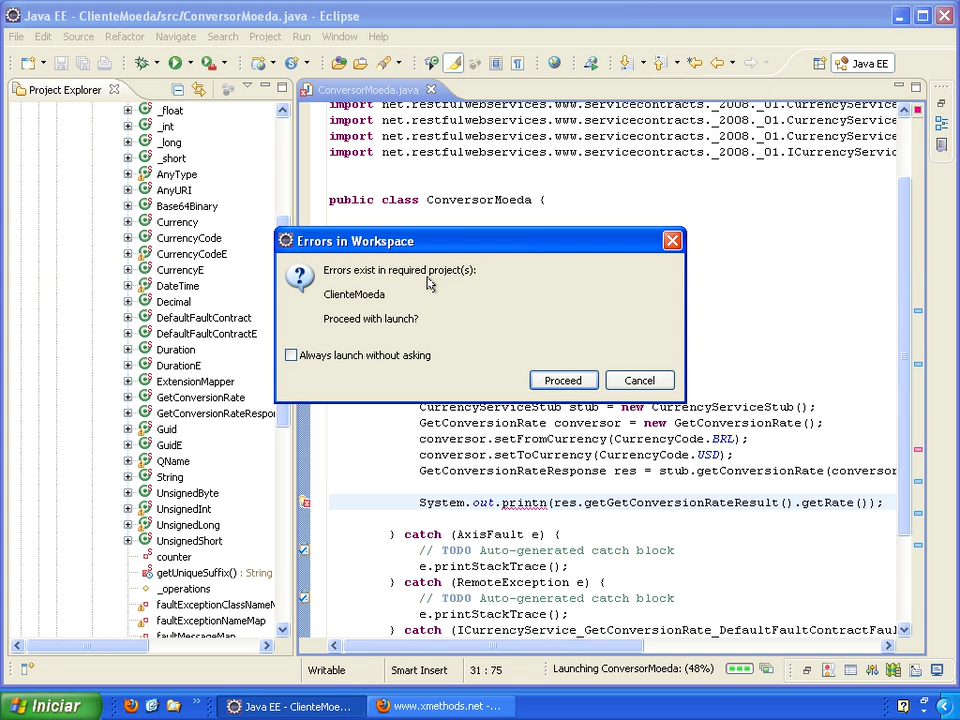 Java EE - ClienteMoeda/src/ConversorMoeda.java - Eclipse
File Edit Source Refactor Navigate Search Project Run Window Help
Java EE
Project Explorer
ConversorMoeda.java
_float
_int
_long
_short
AnyType
AnyURI
Base64Binary
Currency
CurrencyCode
CurrencyCodeE
CurrencyE
DateTime
Decimal
DefaultFaultContract
DefaultFaultContractE
Duration
DurationE
ExtensionMapper
GetConversionRate
GetConversionRateRespon
Guid
GuidE
QName
String
UnsignedByte
UnsignedInt
UnsignedLong
UnsignedShort
counter
getUniqueSuffix() : String
_operations
faultExceptionClassNameM
faultExceptionNameMap
faultMessageMap
import net.restfulwebservices.www.servicecontracts._2008._01.CurrencyServic
import net.restfulwebservices.www.servicecontracts._2008._01.CurrencyServic
import net.restfulwebservices.www.servicecontracts._2008._01.CurrencyServic
import net.restfulwebservices.www.servicecontracts._2008._01.ICurrencyServi
public class ConversorMoeda {
Errors in Workspace
Errors exist in required project(s):
ClienteMoeda
Proceed with launch?
Always launch without asking
Proceed Cancel
CurrencyServiceStub stub = new CurrencyServiceStub();
GetConversionRate conversor = new GetConversionRate();
conversor.setFromCurrency(CurrencyCode.BRL);
conversor.setToCurrency(CurrencyCode.USD);
GetConversionRateResponse res = stub.getConversionRate(conversor
System.out.printn(res.getGetConversionRateResult().getRate());
} catch (AxisFault e) {
// TODO Auto-generated catch block
e.printStackTrace();
} catch (RemoteException e) {
// TODO Auto-generated catch block
e.printStackTrace();
} catch (ICurrencyService_GetConversionRate_DefaultFaultContractFaul
Writable Smart Insert 31 : 75 Launching ConversorMoeda: (48%)
Iniciar Java EE - ClienteMoe... www.xmethods.net -...